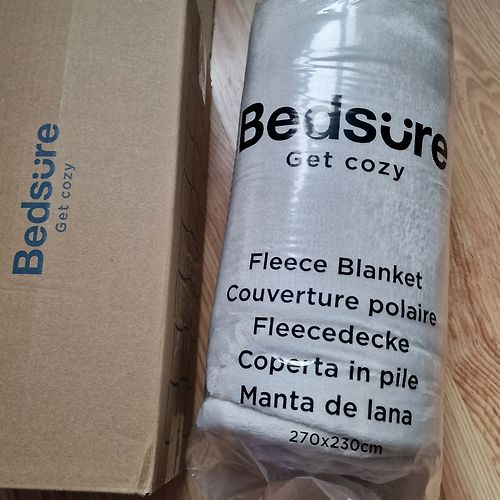 Bedsure
Get cozy
Bedsure
Get cozy
Fleece Blanket
Couverture polaire
Fleecedecke
Coperta in pile
Manta de lana
270x230cm